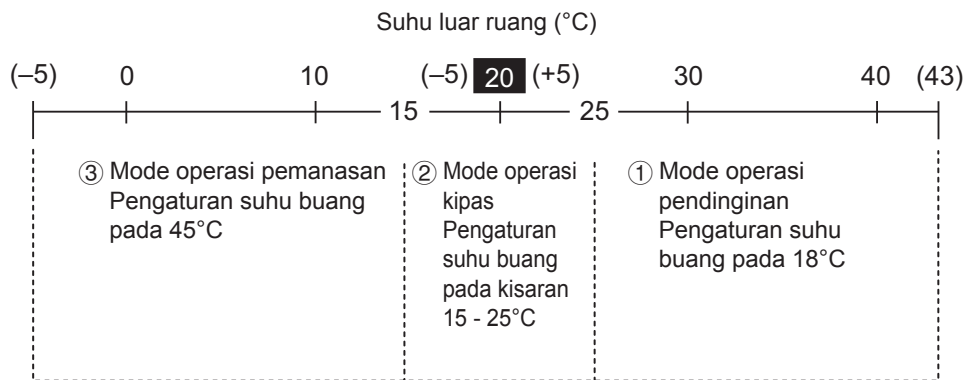 Suhu luar ruang (°C)
(–5) 0 10 (–5) 20 (+5) 30 40 (43)
15 25
③ Mode operasi pemanasan
Pengaturan suhu buang
pada 45°C
② Mode operasi
kipas
Pengaturan
suhu buang
pada kisaran
15 - 25°C
① Mode operasi
pendinginan
Pengaturan suhu
buang pada 18°C